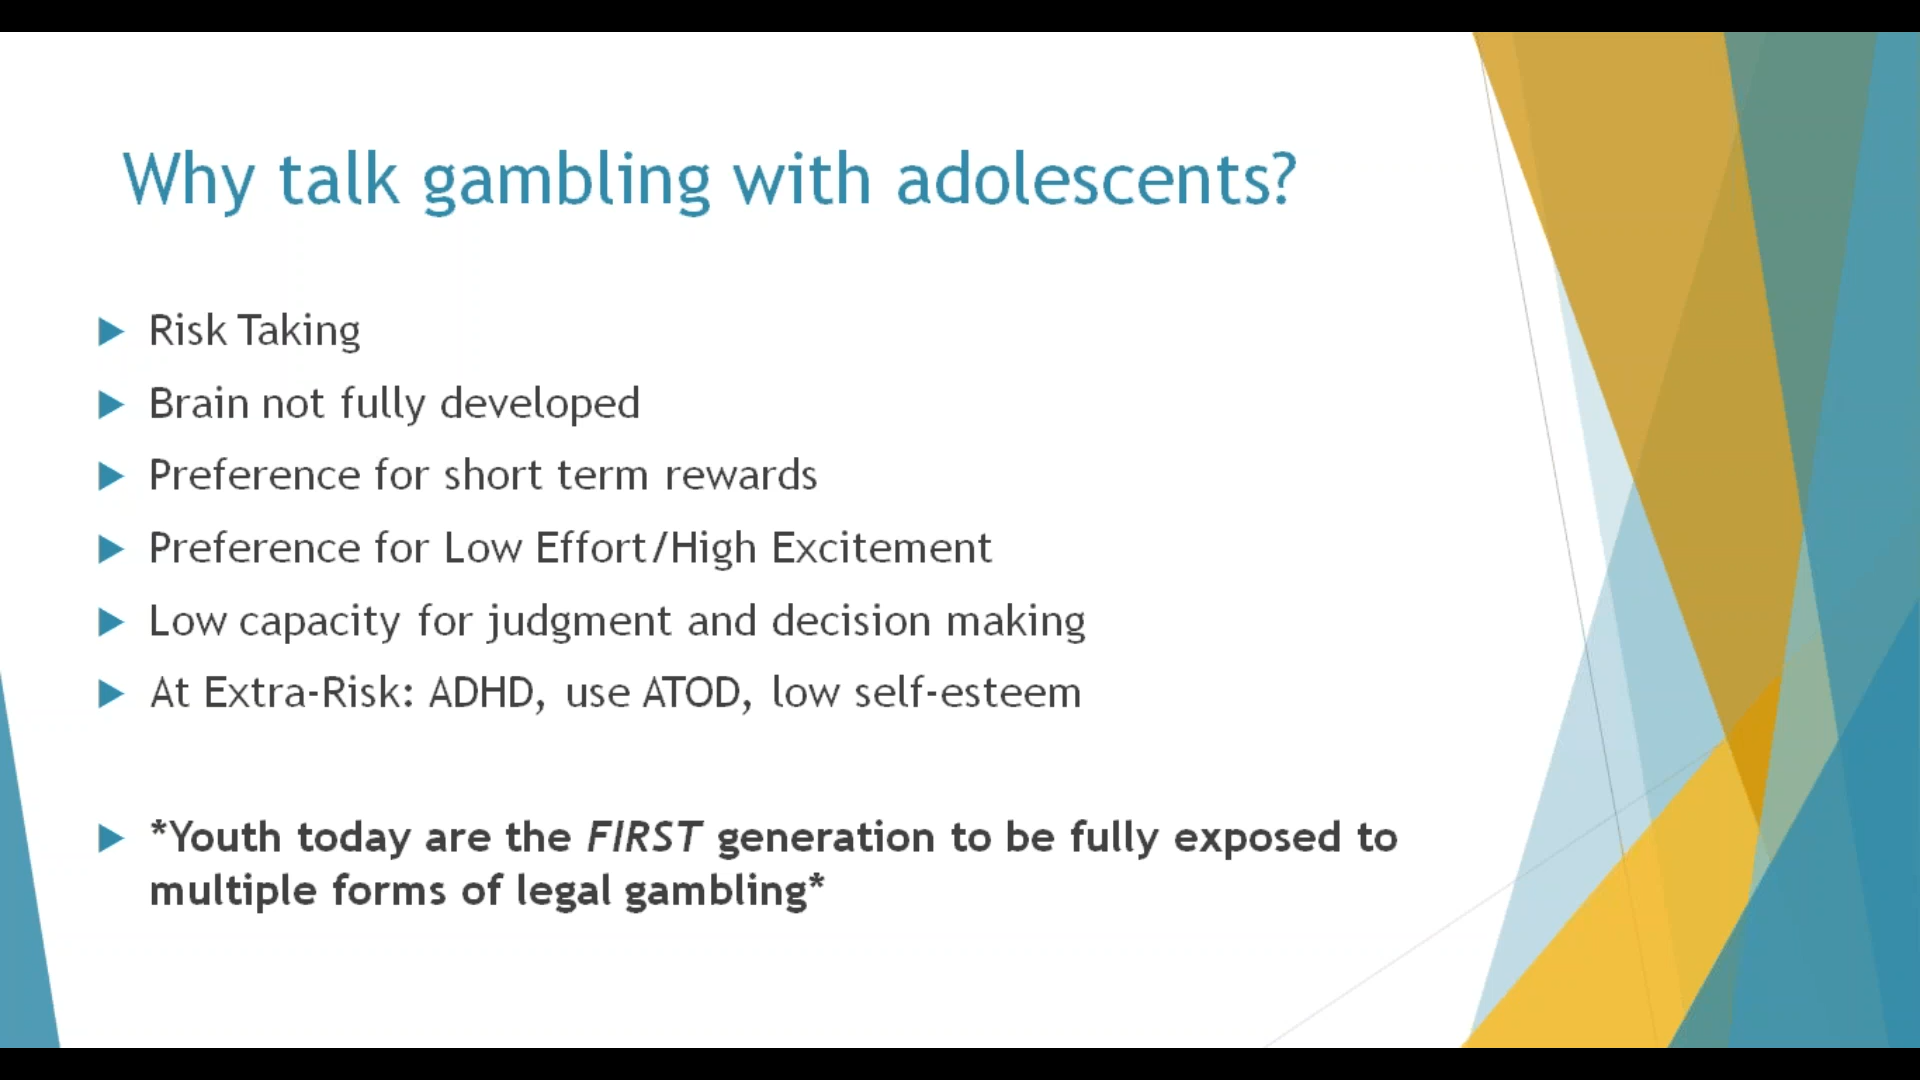 Why talk gambling with adolescents?
Risk Taking
Brain not fully developed
Preference for short term rewards
Preference for Low Effort/High Excitement
Low capacity for judgment and decision making
At Extra-Risk: ADHD, use ATOD, low self-esteem
*Youth today are the FIRST generation to be fully exposed to
multiple forms of legal gambling*